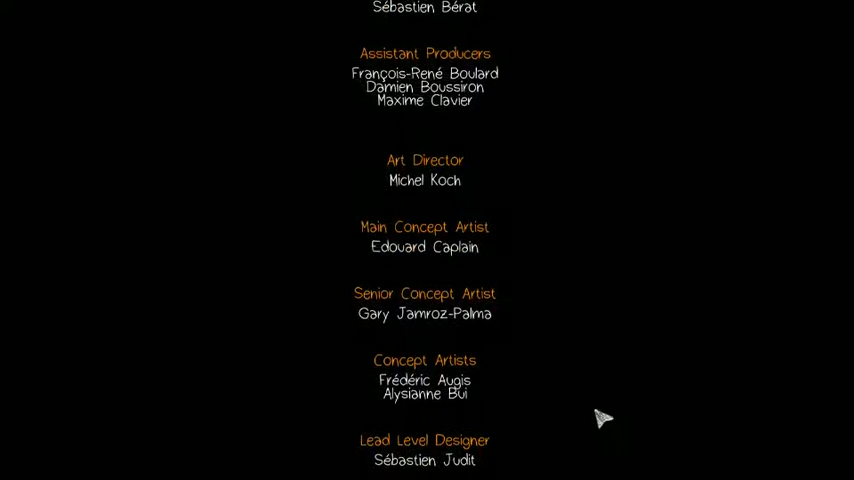 Sébastien Bérat
Assistant Producers
François-René Boulard
Damien Boussiron
Maxime Clavier
Art Director
Michel Koch
Main Concept Artist
Edouard Caplain
Senior Concept Artist
Gary Jamroz-Palma
Concept Artists
Frédéric Augis
Alysianne Bui
Lead Level Designer
Sébastien Judit